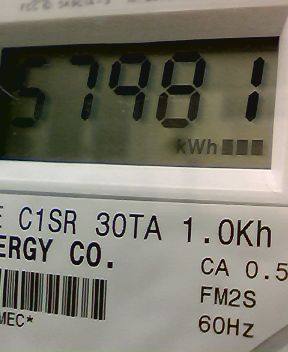 57981
kWh
E C1SR 30TA 1.0Kh
ERGY CO.
CA 0.5
FM2S
MEC*
60Hz